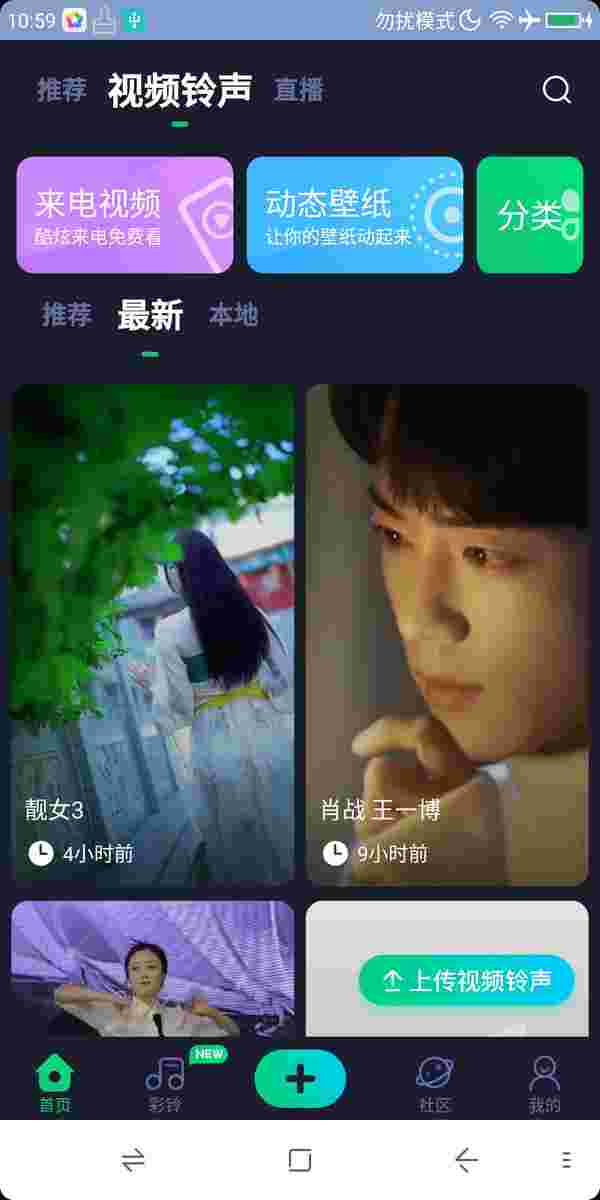 10:59
勿扰模式
推荐 视频铃声 直播
来电视频
酷炫来电免费看
动态壁纸
让你的壁纸动起来
分类
推荐 最新 本地
靓女3
4小时前
肖战 王一博
9小时前
上传视频铃声
NEW
首页 彩铃 社区 我的